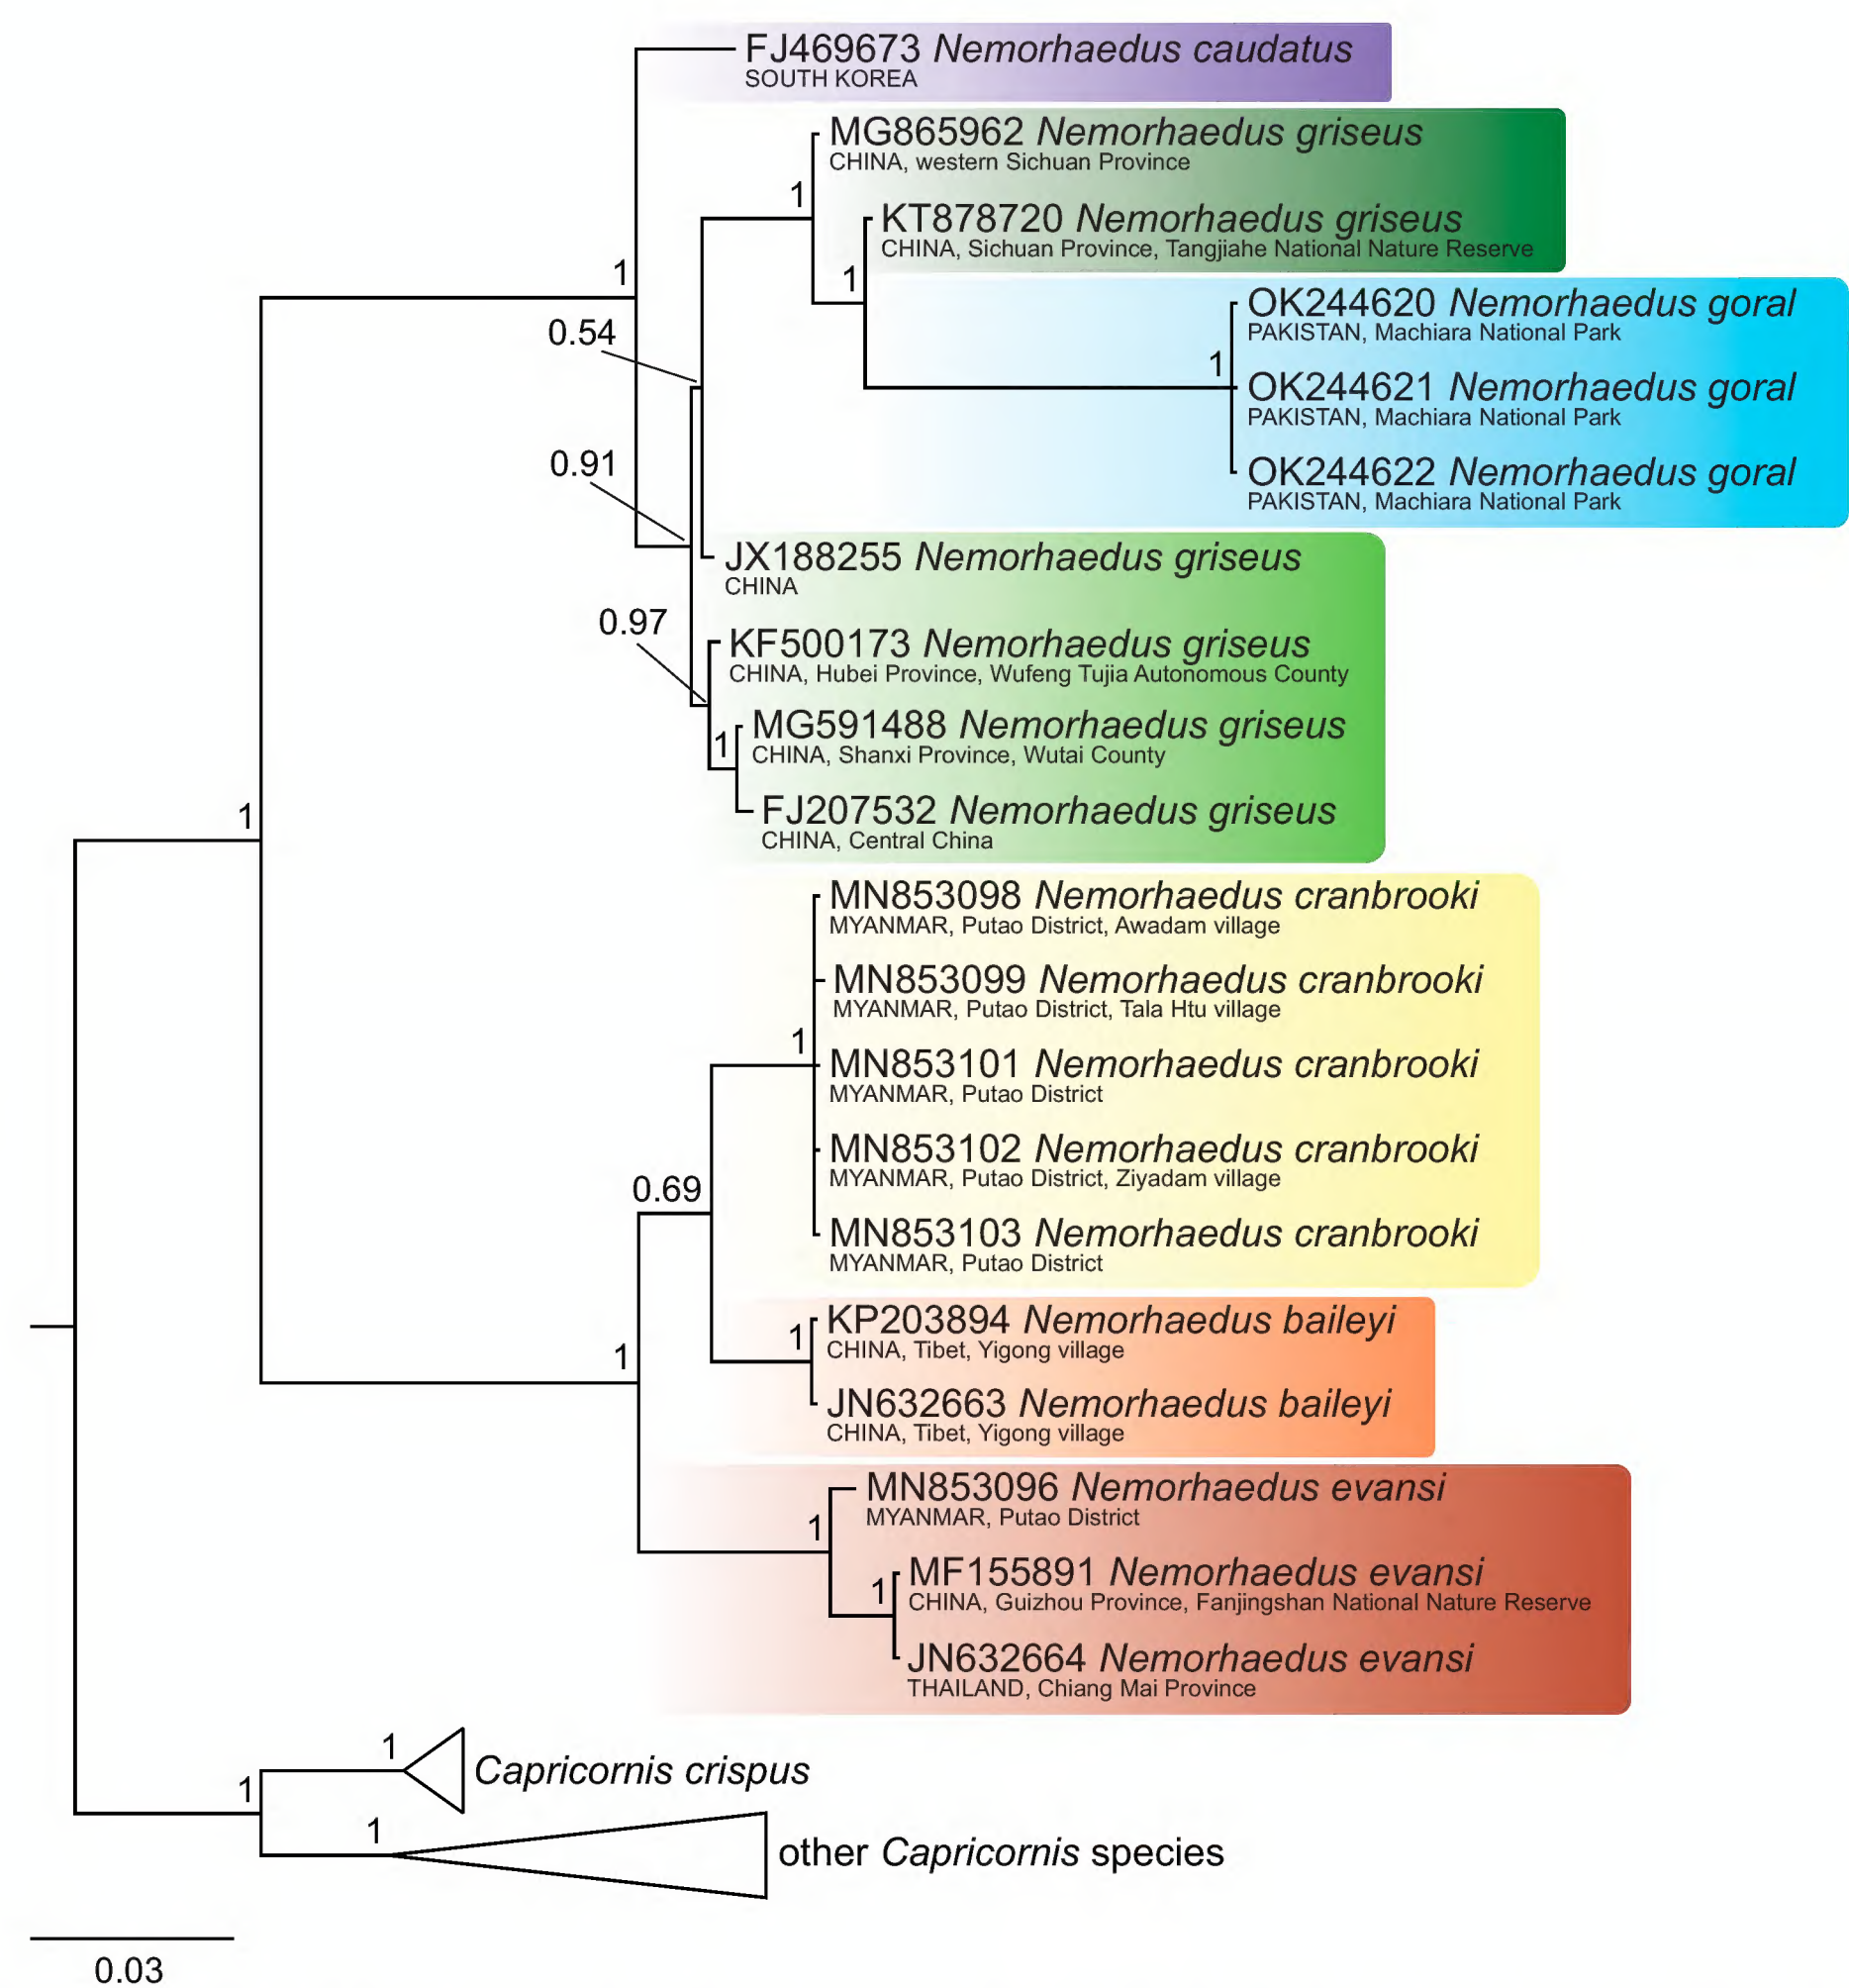 FJ469673 Nemorhaedus caudatus
SOUTH KOREA
MG865962 Nemorhaedus griseus
CHINA, western Sichuan Province
1
KT878720 Nemorhaedus griseus
CHINA, Sichuan Province, Tangjiahe National Nature Reserve
1
1
OK244620 Nemorhaedus goral
PAKISTAN, Machiara National Park
0.54
1
OK244621 Nemorhaedus goral
PAKISTAN, Machiara National Park
0.91
OK244622 Nemorhaedus goral
PAKISTAN, Machiara National Park
JX188255 Nemorhaedus griseus
CHINA
0.97
KF500173 Nemorhaedus griseus
CHINA, Hubei Province, Wufeng Tujia Autonomous County
1
MG591488 Nemorhaedus griseus
CHINA, Shanxi Province, Wutai County
1
FJ207532 Nemorhaedus griseus
CHINA, Central China
MN853098 Nemorhaedus cranbrooki
MYANMAR, Putao District, Awadam village
MN853099 Nemorhaedus cranbrooki
MYANMAR, Putao District, Tala Htu village
1
MN853101 Nemorhaedus cranbrooki
MYANMAR, Putao District
MN853102 Nemorhaedus cranbrooki
MYANMAR, Putao District, Ziyadam village
0.69
MN853103 Nemorhaedus cranbrooki
MYANMAR, Putao District
1
KP203894 Nemorhaedus baileyi
CHINA, Tibet, Yigong village
1
JN632663 Nemorhaedus baileyi
CHINA, Tibet, Yigong village
MN853096 Nemorhaedus evansi
MYANMAR, Putao District
1
MF155891 Nemorhaedus evansi
CHINA, Guizhou Province, Fanjingshan National Nature Reserve
1
JN632664 Nemorhaedus evansi
THAILAND, Chiang Mai Province
1
Capricornis crispus
1
1
other Capricornis species
0.03